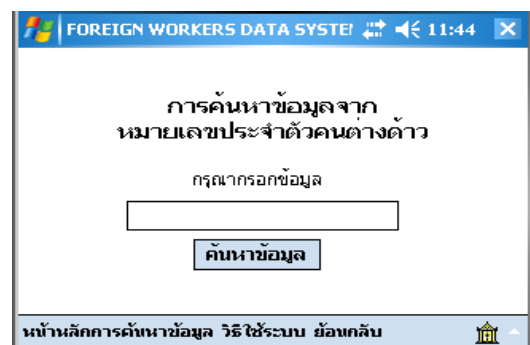 FOREIGN WORKERS DATA SYSTEM 11:44
การค้นหาข้อมูลจาก
หมายเลขประจำตัวคนต่างด้าว
กรุณากรอกข้อมูล
ค้นหาข้อมูล
หน้าหลักการค้นหาข้อมูล วิธีใช้ระบบ ย้อนกลับ